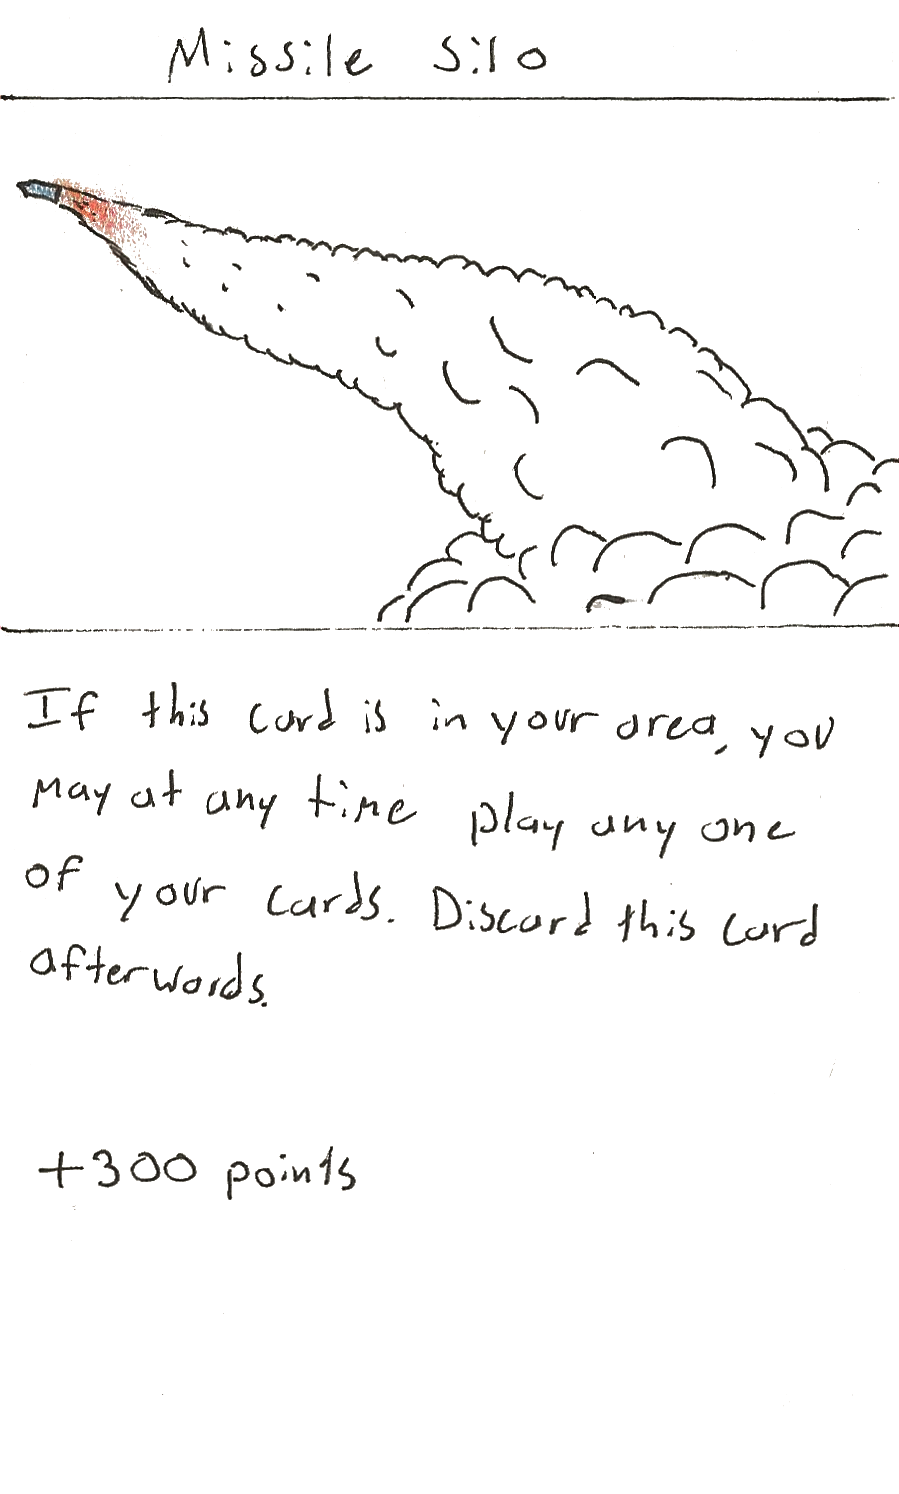 Missile Silo
If this card is in your area, you
may at any time play any one
of your cards. Discard this card
afterwords.
+300 points